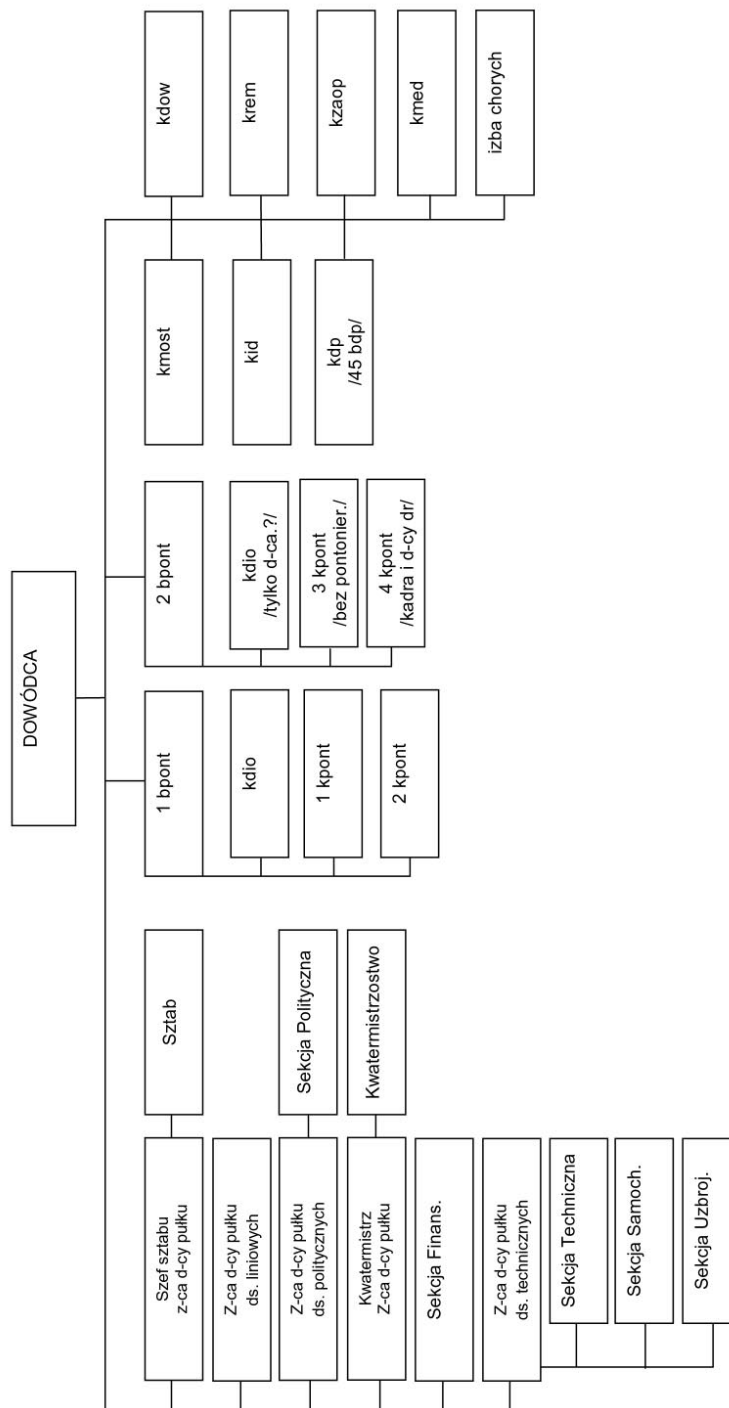 DOWÓDCA
Szef sztabu
z-ca d-cy pułku
Sztab
Z-ca d-cy pułku
ds. liniowych
Z-ca d-cy pułku
ds. politycznych
Sekcja Polityczna
Kwatermistrz
Z-ca d-cy pułku
Kwatermistrzostwo
Sekcja Finans.
Z-ca d-cy pułku
ds. technicznych
Sekcja Techniczna
Sekcja Samoch.
Sekcja Uzbroj.
1 bpont
kdio
1 kpont
2 kpont
2 bpont
kdio
/tylko d-ca.?/
3 kpont
/bez pontonier./
4 kpont
/kadra i d-cy dr/
kmost
kid
kdp
/45 bdp/
kdow
krem
kzaop
kmed
izba chorych